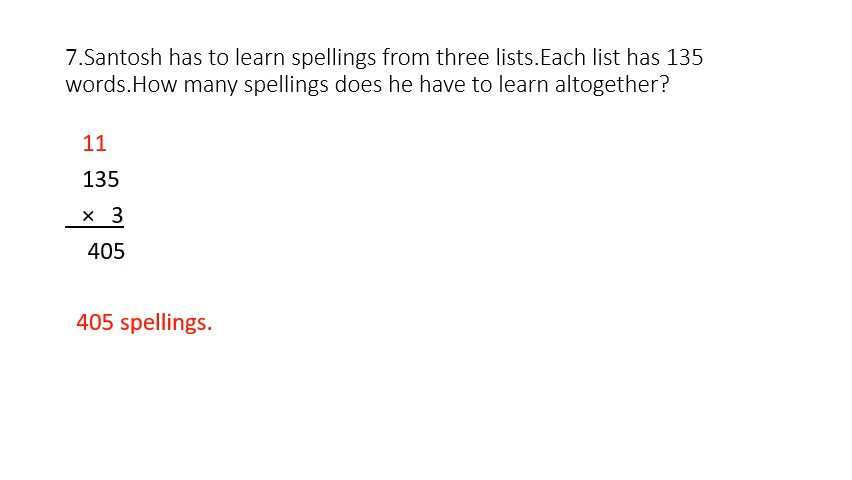 7.Santosh has to learn spellings from three lists.Each list has 135
words.How many spellings does he have to learn altogether?
11
135
× 3
405
405 spellings.